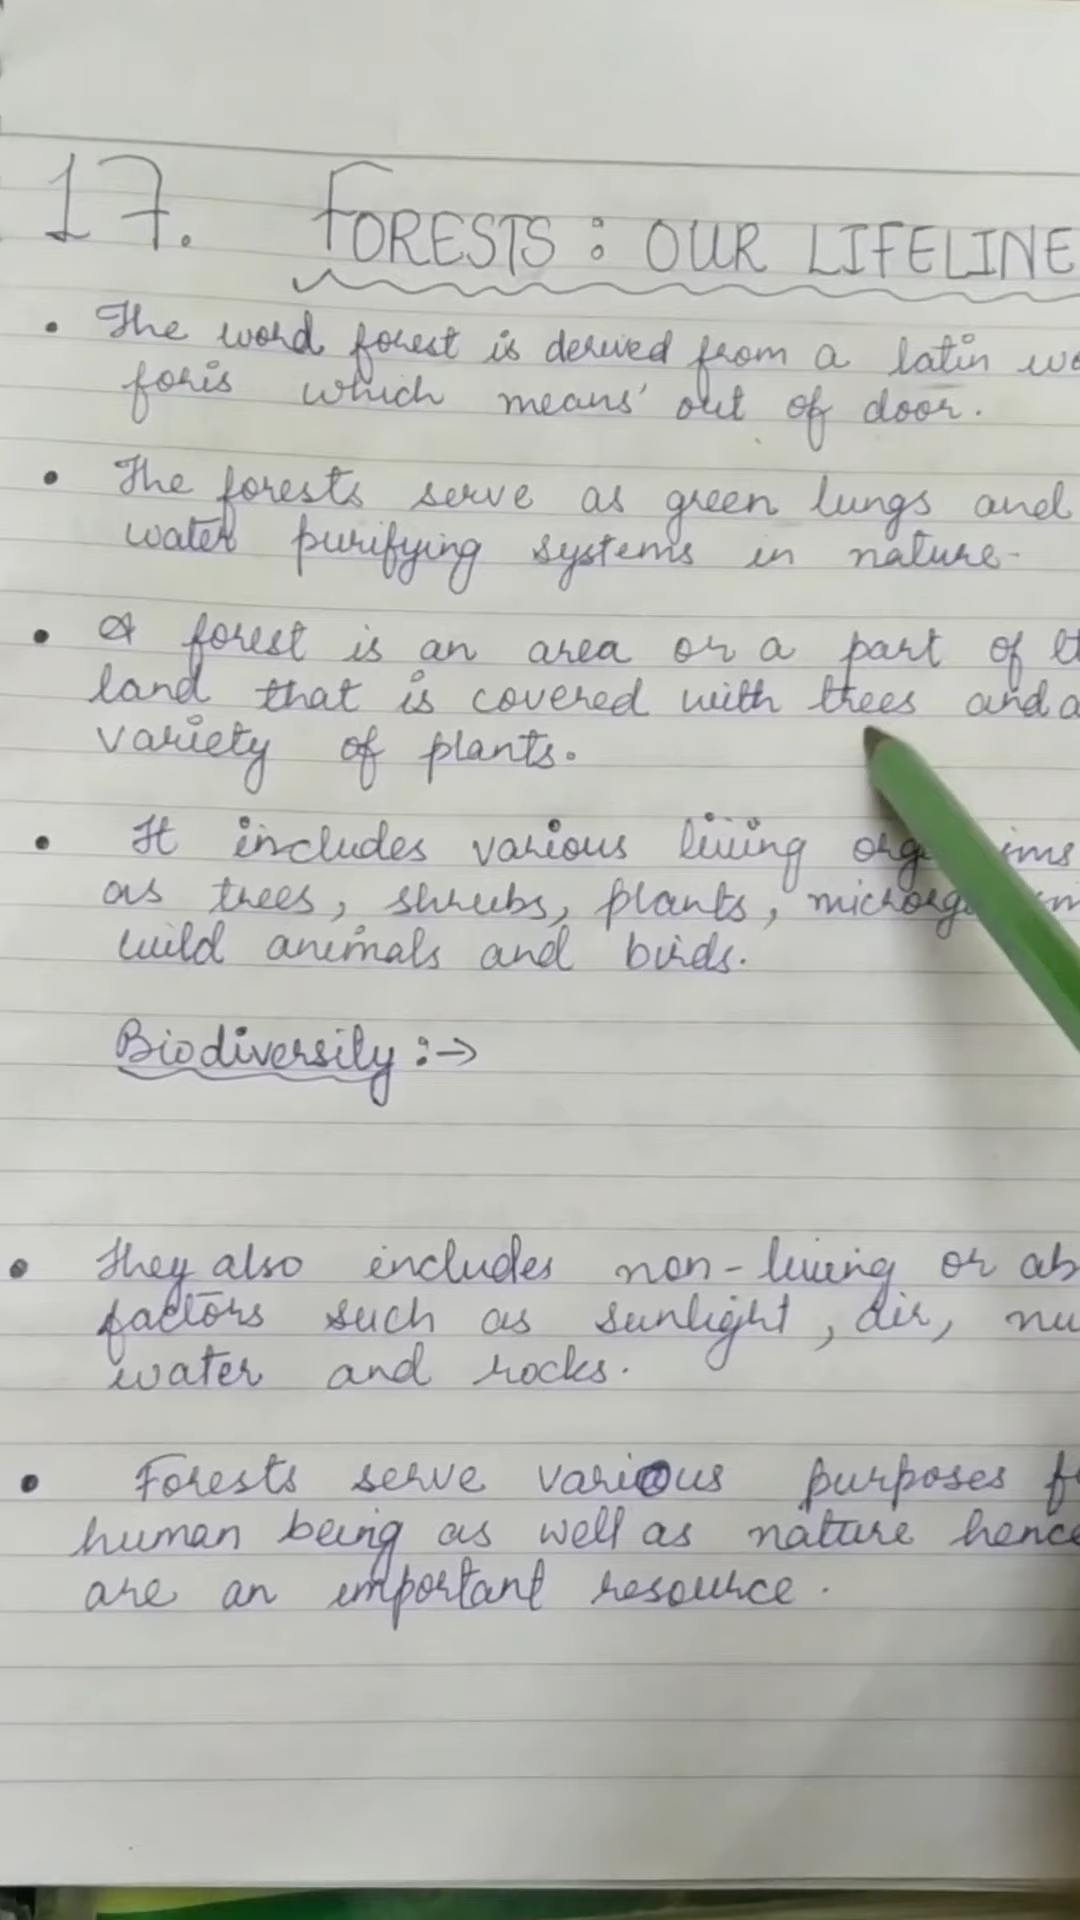 17. FORESTS : OUR LIFELINE
• The word forest is derived from a latin
foris which means' out of door.
• The forests serve as green lungs and
water purifying systems in nature.
• A forest is an area or a part of
land that is covered with trees and a
variety of plants.
• It includes various living
as trees, shrubs, plants,
wild animals and birds.
Biodiversity :→
• They also includes non-living or
factors such as sunlight, air,
water and rocks.
• Forests serve various purposes
human being as well as nature hence
are an important resource.